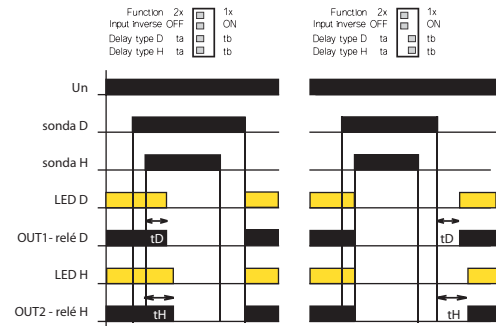 Function 2x 1x
Input Inverse OFF ON
Delay type D ta tb
Delay type H ta tb
Function 2x 1x
Input Inverse OFF ON
Delay type D ta tb
Delay type H ta tb
Un
sonda D
sonda H
LED D
OUT1- relé D tD tD
LED H
OUT2 - relé H tH tH